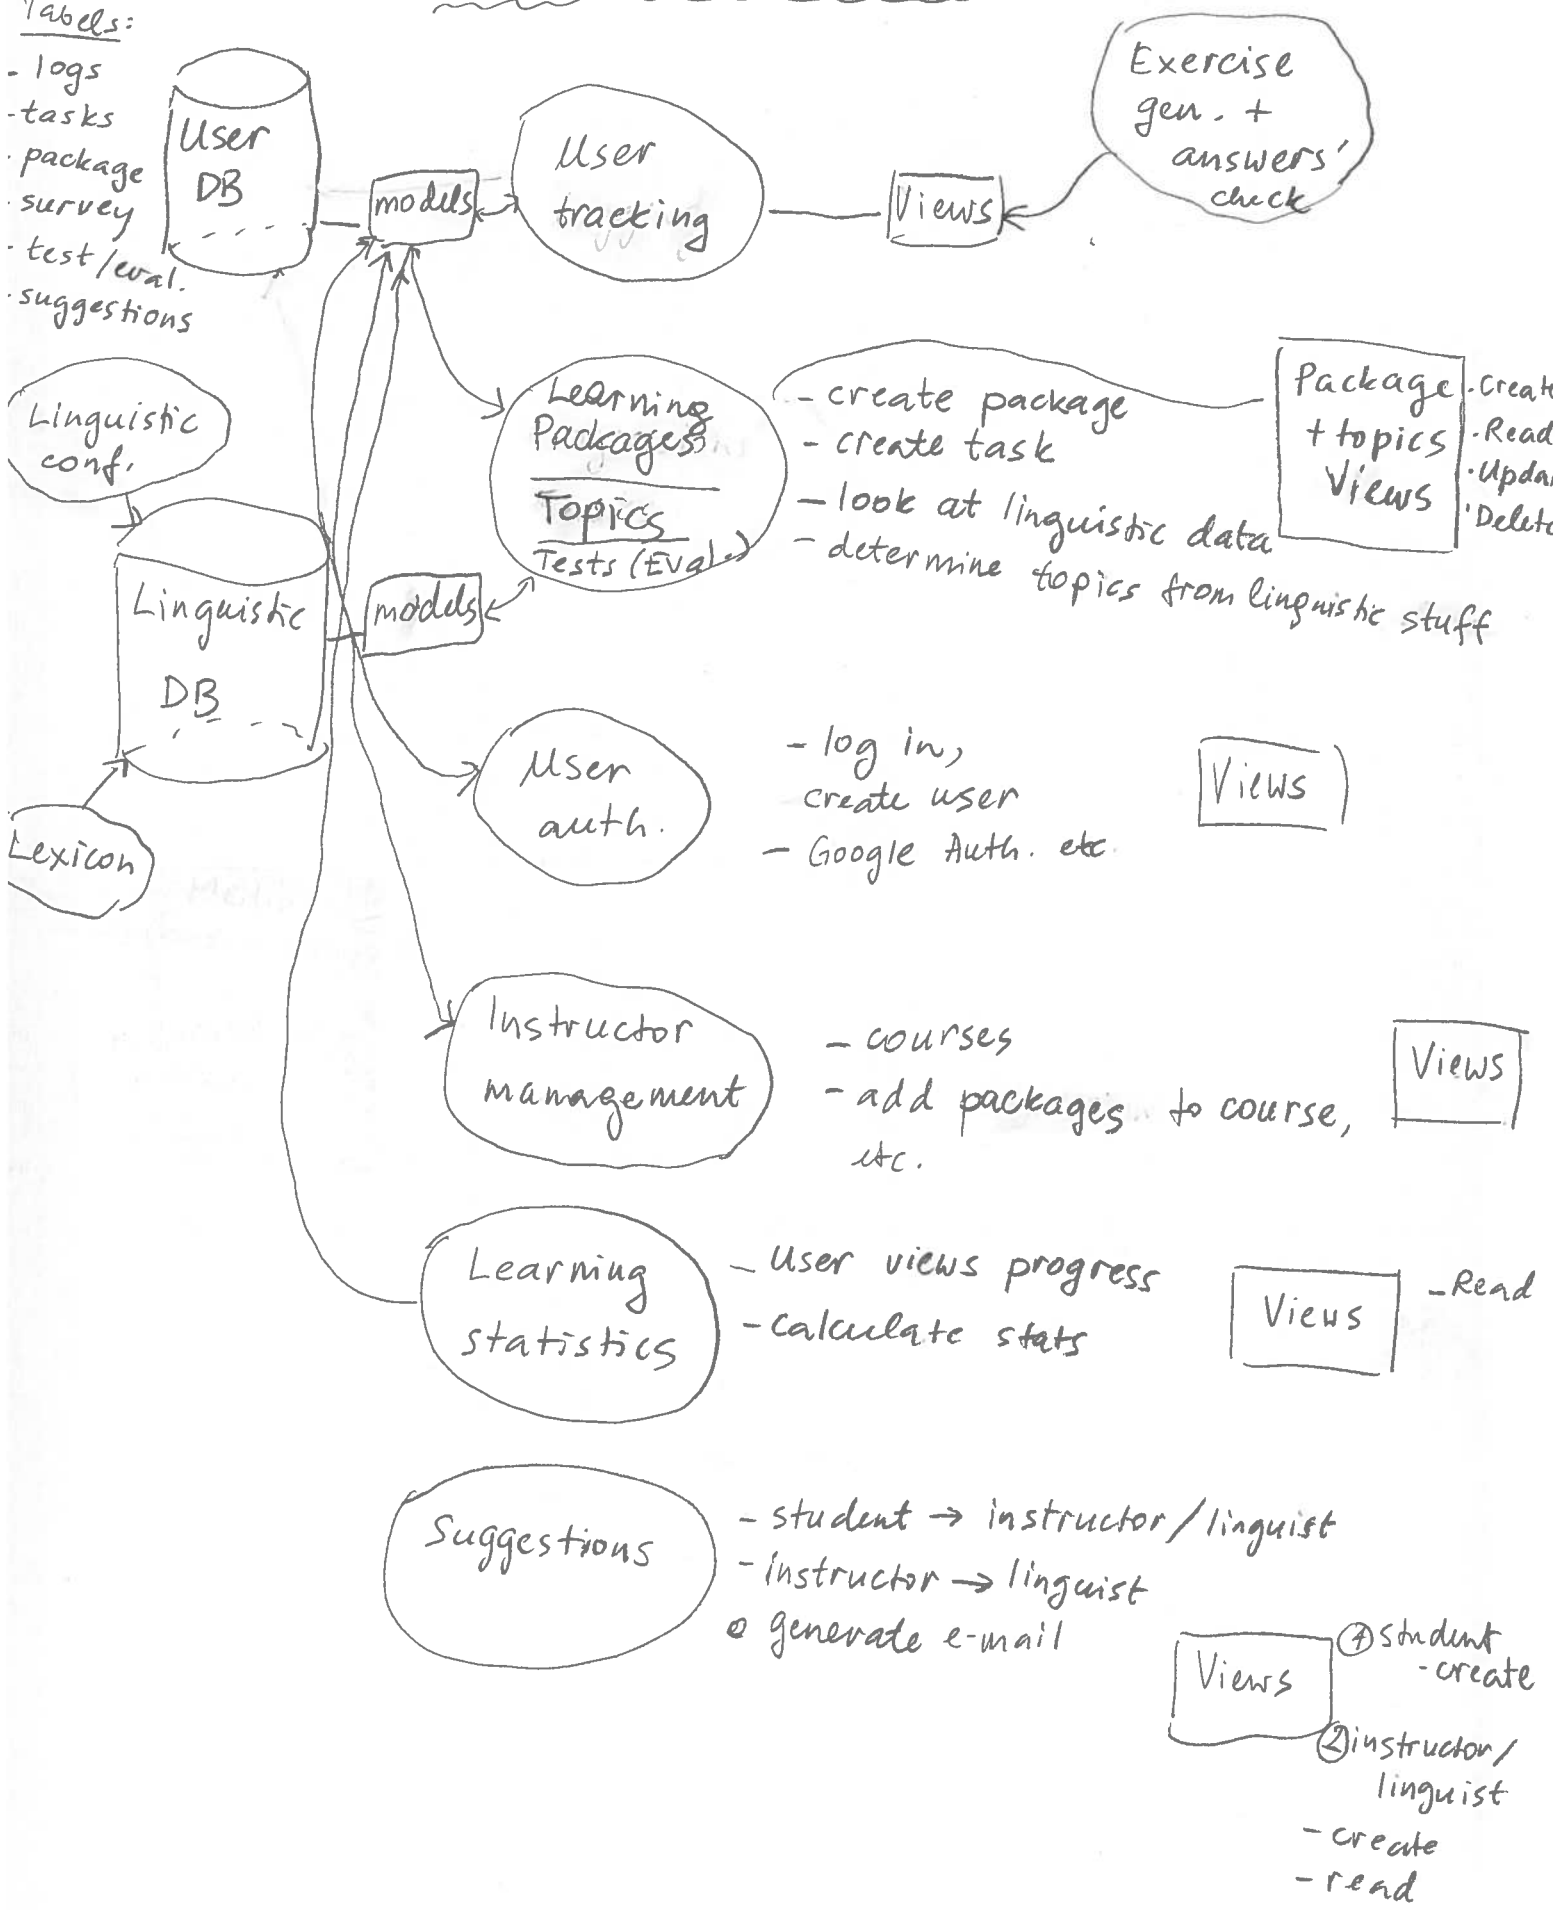 Tabels:
- logs
- tasks
- package
- survey
- test/eval.
- suggestions
User
DB
models
User
tracking
Views
Exercise
gen. +
answers'
check
Linguistic
conf.
Linguistic
DB
Lexicon
models
Learning
Packages
Topics
Tests (Eval.)
- create package
- create task
- look at linguistic data
- determine topics from linguistic stuff
Package
+ topics
Views
- Create
- Read
- Delete
User
auth.
- log in,
create user
- Google Auth. etc.
Views
Instructor
management
- courses
- add packages to course,
etc.
Views
Learning
statistics
- User views progress
- calculate stats
Views
- Read
Suggestions
- student → instructor/linguist
- instructor → linguist
• generate e-mail
Views
① student
- create
② instructor/
linguist
- create
- read